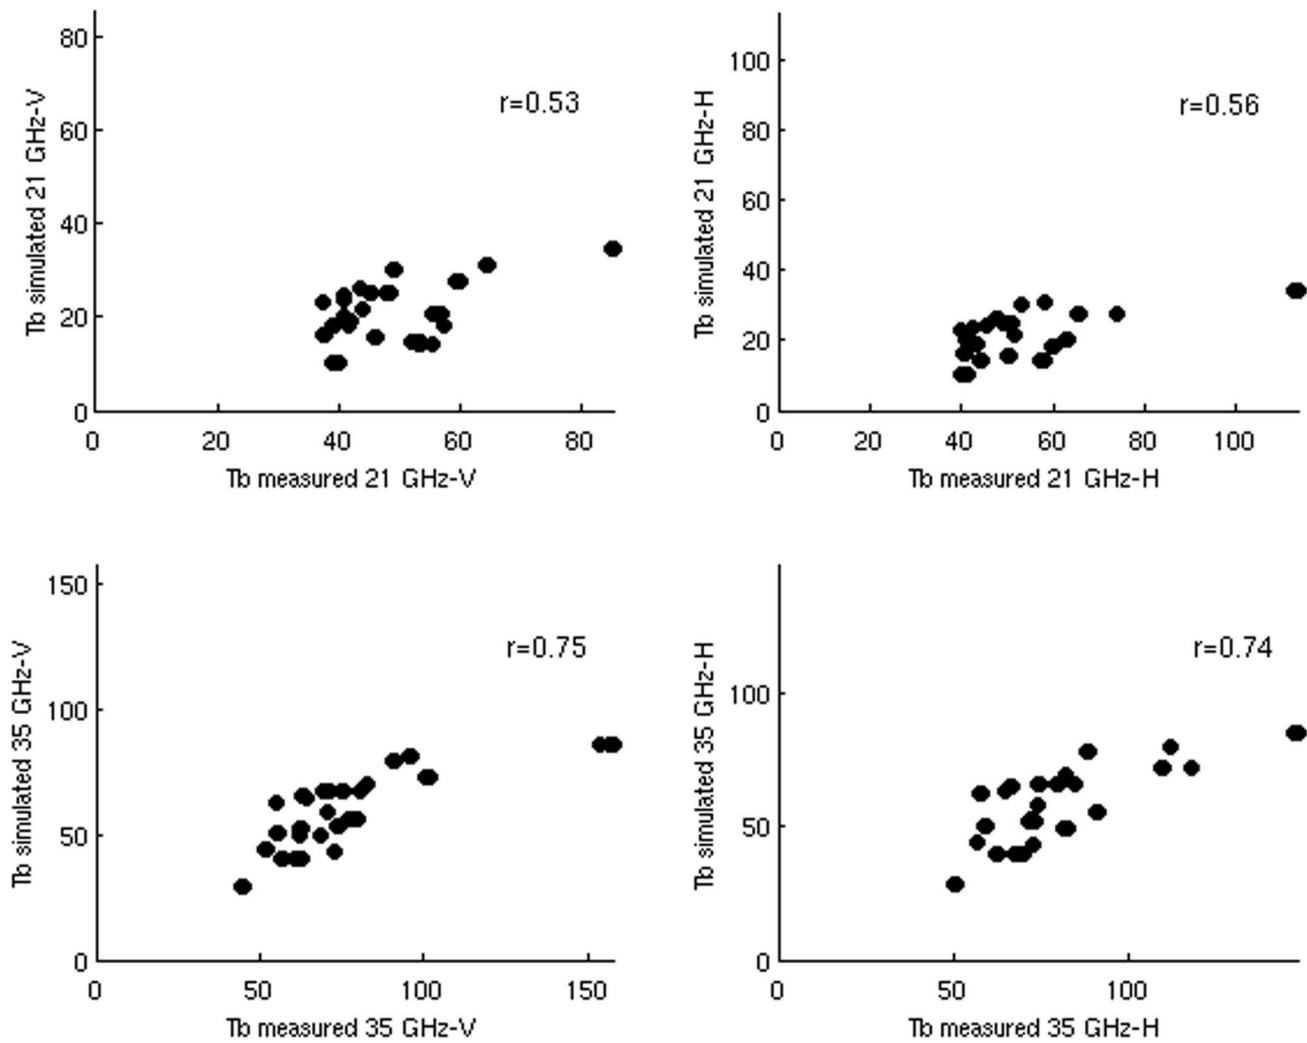 80
60
40
20
0
Tb simulated 21 GHz-V
r=0.53
0 20 40 60 80
Tb measured 21 GHz-V
100
80
60
40
20
0
Tb simulated 21 GHz-H
r=0.56
0 20 40 60 80 100
Tb measured 21 GHz-H
150
100
50
0
Tb simulated 35 GHz-V
r=0.75
0 50 100 150
Tb measured 35 GHz-V
100
50
0
Tb simulated 35 GHz-H
r=0.74
0 50 100
Tb measured 35 GHz-H